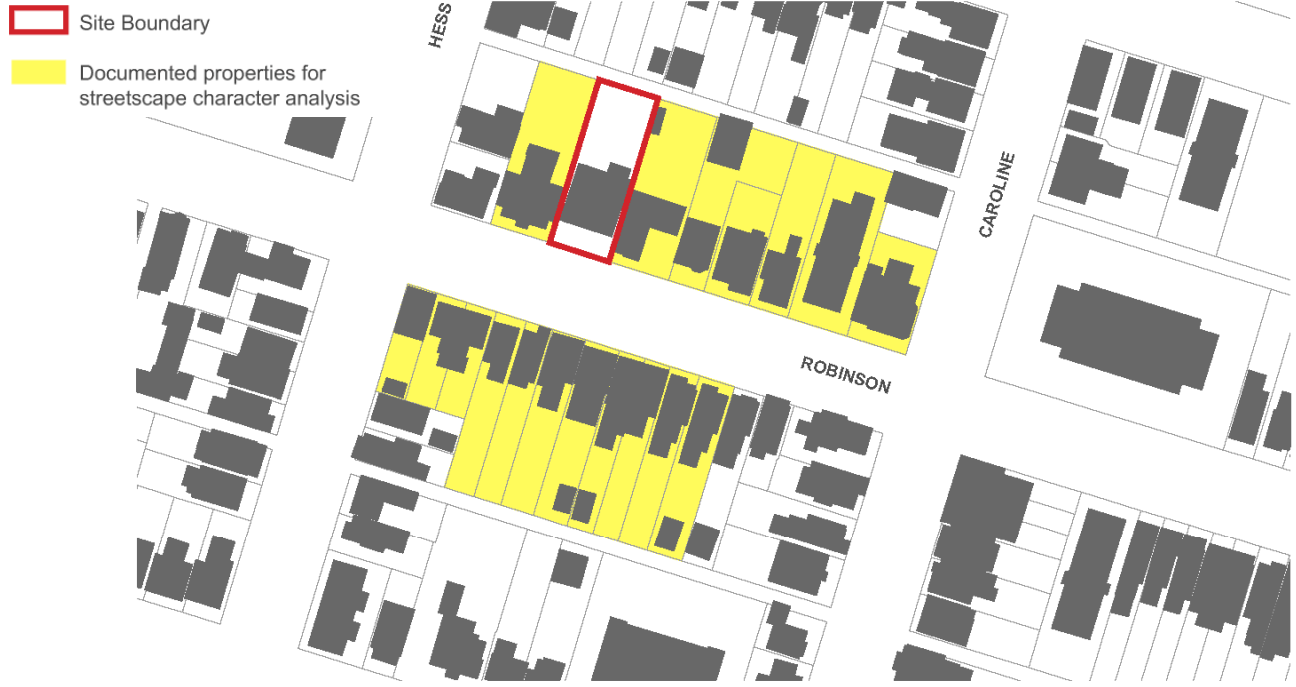 Site Boundary
Documented properties for
streetscape character analysis
HESS
CAROLINE
ROBINSON